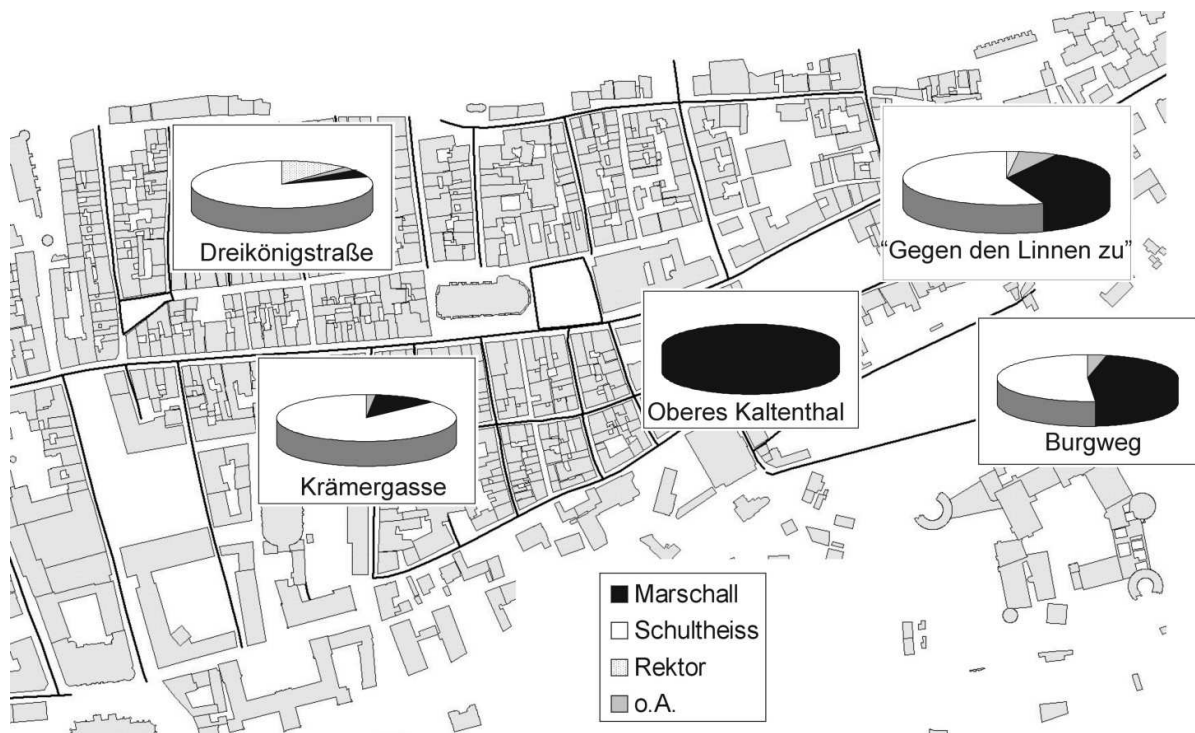 Dreikönigstraße
“Gegen den Linnen zu”
Oberes Kaltenthal
Burgweg
Krämergasse
Marschall
Schultheiss
Rektor
o.A.